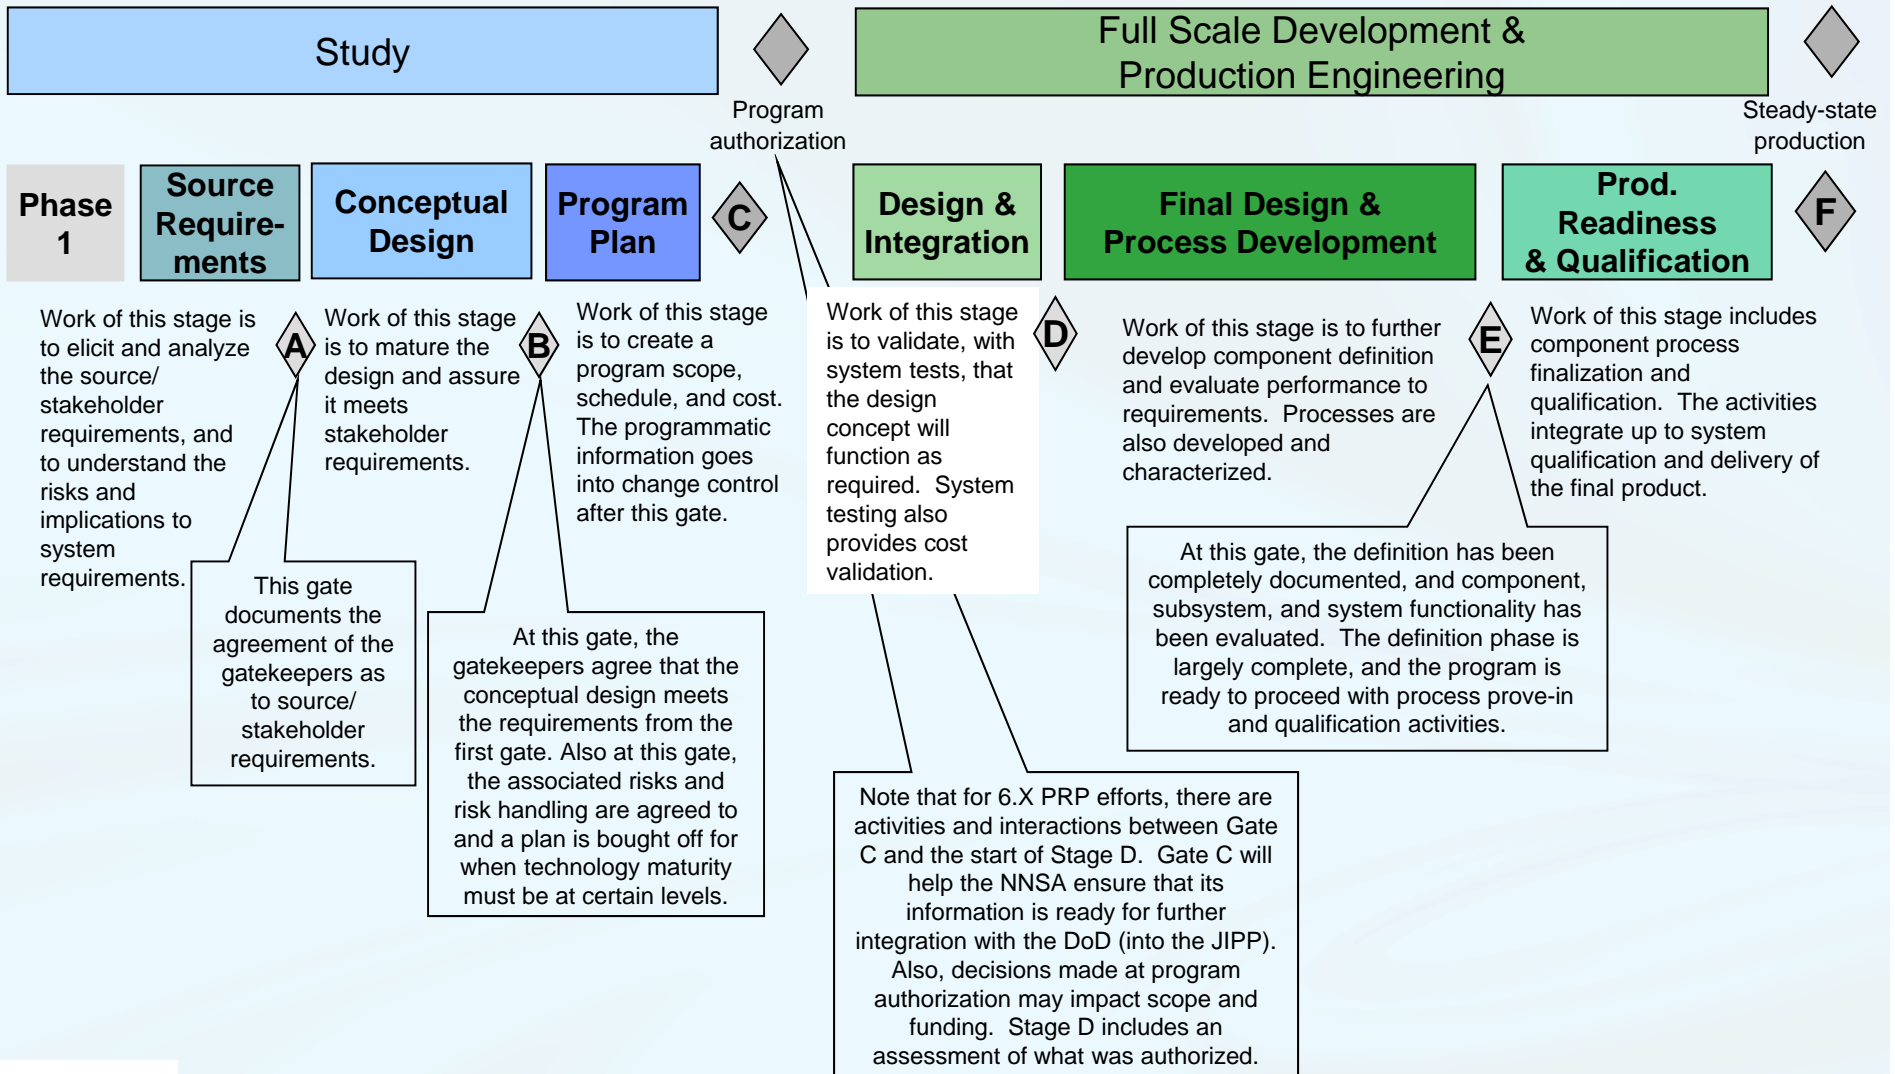 Study
Full Scale Development &
Production Engineering
Program
authorization
Steady-state
production
Phase
1
Source
Require-
ments
Conceptual
Design
Program
Plan
C
Design &
Integration
Final Design &
Process Development
Prod.
Readiness
& Qualification
F
Work of this stage is
to elicit and analyze
the source/
stakeholder
requirements, and
to understand the
risks and
implications to
system
requirements.
A
Work of this stage
is to mature the
design and assure
it meets
stakeholder
requirements.
B
Work of this stage
is to create a
program scope,
schedule, and cost.
The programmatic
information goes
into change control
after this gate.
Work of this stage
is to validate, with
system tests, that
the design
concept will
function as
required.  System
testing also
provides cost
validation.
D
Work of this stage is to further
develop component definition
and evaluate performance to
requirements.  Processes are
also developed and
characterized.
E
Work of this stage includes
component process
finalization and
qualification.  The activities
integrate up to system
qualification and delivery of
the final product.
This gate
documents the
agreement of the
gatekeepers as
to source/
stakeholder
requirements.
At this gate, the
gatekeepers agree that the
conceptual design meets
the requirements from the
first gate. Also at this gate,
the associated risks and
risk handling are agreed to
and a plan is bought off for
when technology maturity
must be at certain levels.
Note that for 6.X PRP efforts, there are
activities and interactions between Gate
C and the start of Stage D.  Gate C will
help the NNSA ensure that its
information is ready for further
integration with the DoD (into the JIPP).
Also, decisions made at program
authorization may impact scope and
funding.  Stage D includes an
assessment of what was authorized.
At this gate, the definition has been
completely documented, and component,
subsystem, and system functionality has
been evaluated.  The definition phase is
largely complete, and the program is
ready to proceed with process prove-in
and qualification activities.